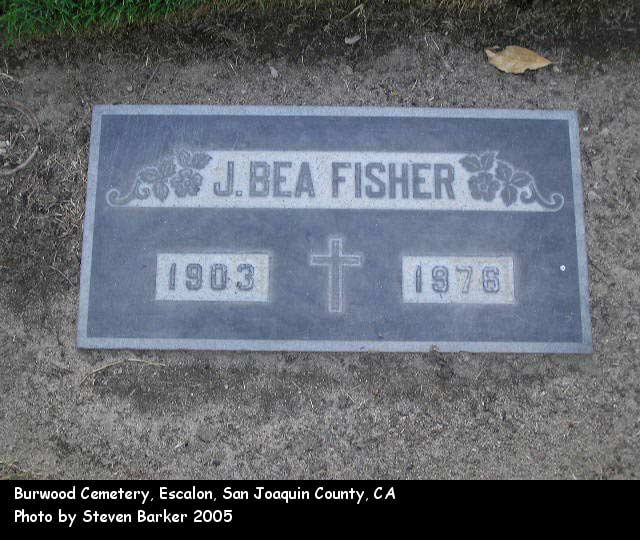 J. BEA FISHER
1903 1976
Burwood Cemetery, Escalon, San Joaquin County, CA
Photo by Steven Barker 2005